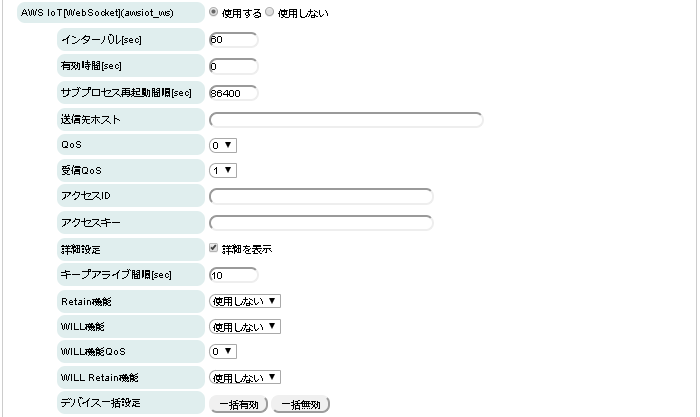 AWS IoT[WebSocket](awsiot_ws) 使用する 使用しない
インターバル[sec] 60
有効時間[sec] 0
サブプロセス再起動間隔[sec] 86400
送信先ホスト
QoS 0 ▼
受信QoS 1 ▼
アクセスID
アクセスキー
詳細設定 詳細を表示
キープアライブ間隔[sec] 10
Retain機能 使用しない ▼
WILL機能 使用しない ▼
WILL機能QoS 0 ▼
WILL Retain機能 使用しない ▼
デバイス一括設定 一括有効 一括無効